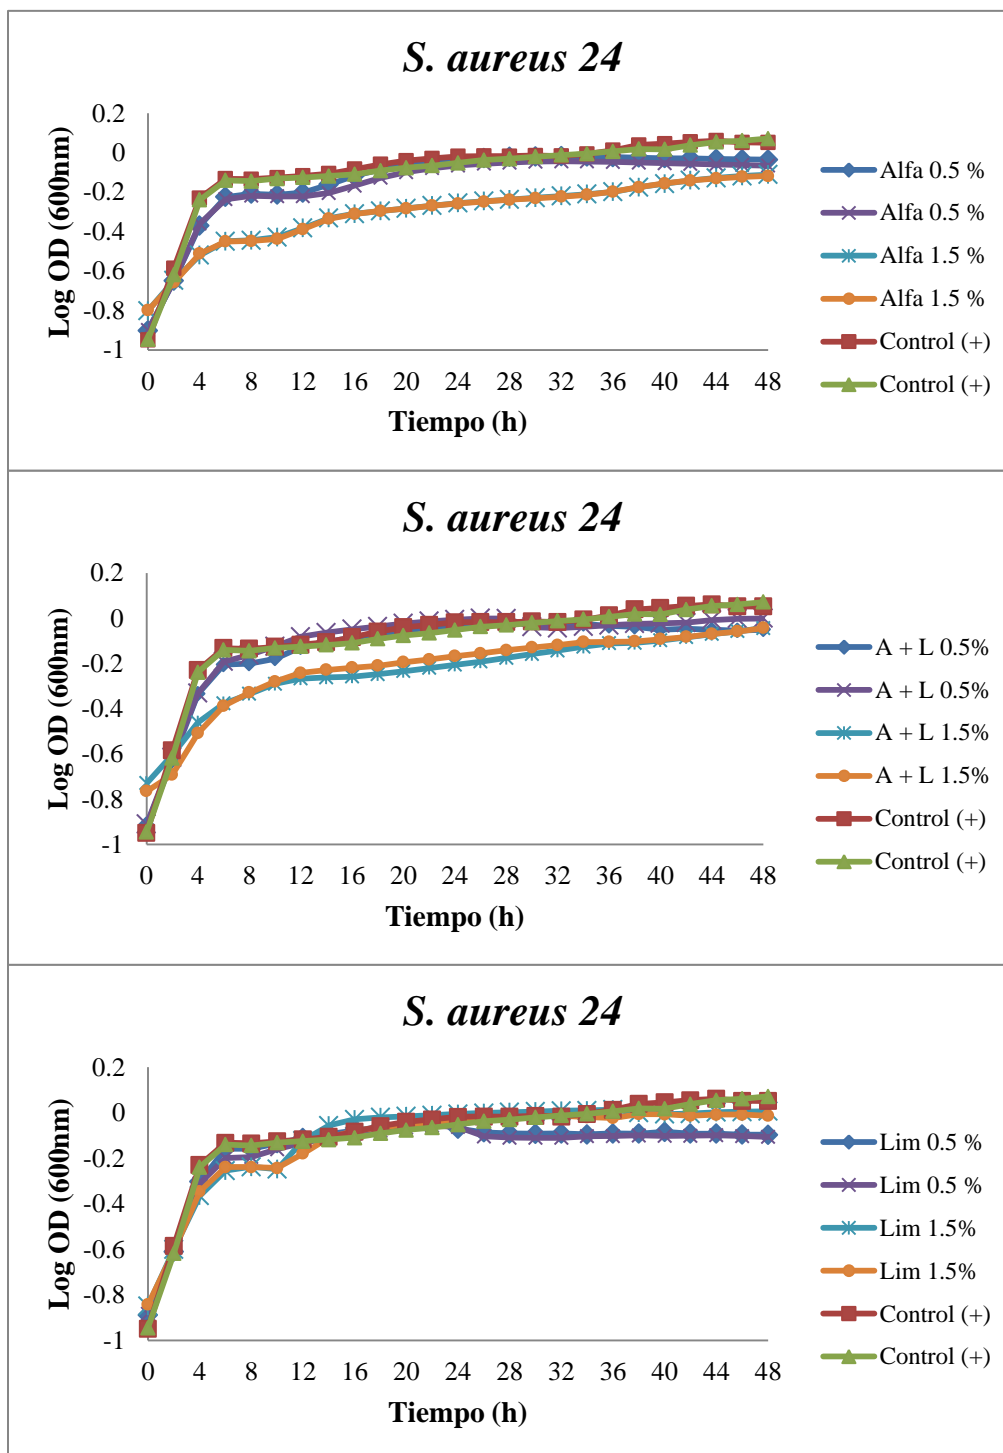 S. aureus 24
0.2
0
-0.2
-0.4
-0.6
-0.8
-1
Log OD (600nm)
0 4 8 12 16 20 24 28 32 36 40 44 48
Tiempo (h)
Alfa 0.5 %
Alfa 0.5 %
Alfa 1.5 %
Alfa 1.5 %
Control (+)
Control (+)
S. aureus 24
0.2
0
-0.2
-0.4
-0.6
-0.8
-1
Log OD (600nm)
0 4 8 12 16 20 24 28 32 36 40 44 48
Tiempo (h)
A + L 0.5%
A + L 0.5%
A + L 1.5%
A + L 1.5%
Control (+)
Control (+)
S. aureus 24
0.2
0
-0.2
-0.4
-0.6
-0.8
-1
Log OD (600nm)
0 4 8 12 16 20 24 28 32 36 40 44 48
Tiempo (h)
Lim 0.5 %
Lim 0.5 %
Lim 1.5%
Lim 1.5%
Control (+)
Control (+)